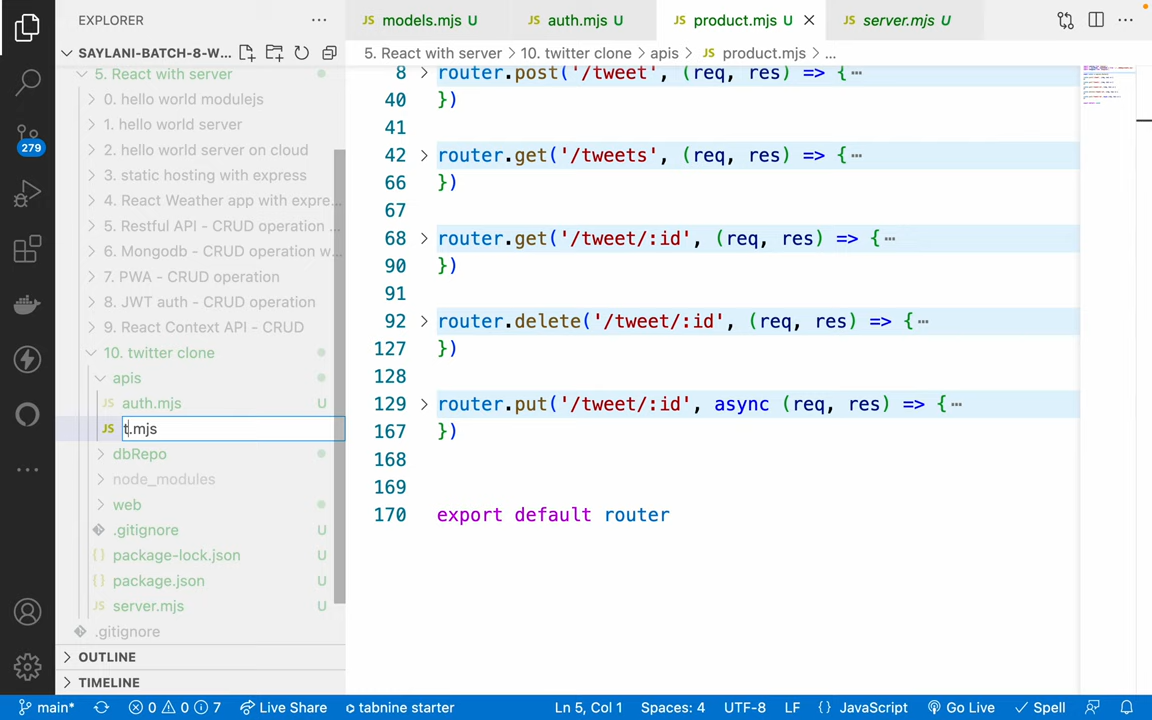 EXPLORER
SAYLANI-BATCH-8-W...
5. React with server
0. hello world modulejs
1. hello world server
2. hello world server on cloud
3. static hosting with express
4. React Weather app with expre...
5. Restful API - CRUD operation ...
6. Mongodb - CRUD operation w...
7. PWA - CRUD operation
8. JWT auth - CRUD operation
9. React Context API - CRUD
10. twitter clone
apis
JS auth.mjs U
JS t.mjs
dbRepo
node_modules
web
.gitignore U
{} package-lock.json U
{} package.json U
JS server.mjs U
.gitignore
OUTLINE
TIMELINE
279
JS models.mjs U
JS auth.mjs U
JS product.mjs U
JS server.mjs U
5. React with server > 10. twitter clone > apis > JS product.mjs > ...
8 router.post('/tweet', (req, res) => {⋯
40 })
41
42 router.get('/tweets', (req, res) => {⋯
66 })
67
68 router.get('/tweet/:id', (req, res) => {⋯
90 })
91
92 router.delete('/tweet/:id', (req, res) => {⋯
127 })
128
129 router.put('/tweet/:id', async (req, res) => {⋯
167 })
168
169
170 export default router
main* 0 0 7 Live Share tabnine starter Ln 5, Col 1 Spaces: 4 UTF-8 LF {} JavaScript Go Live Spell